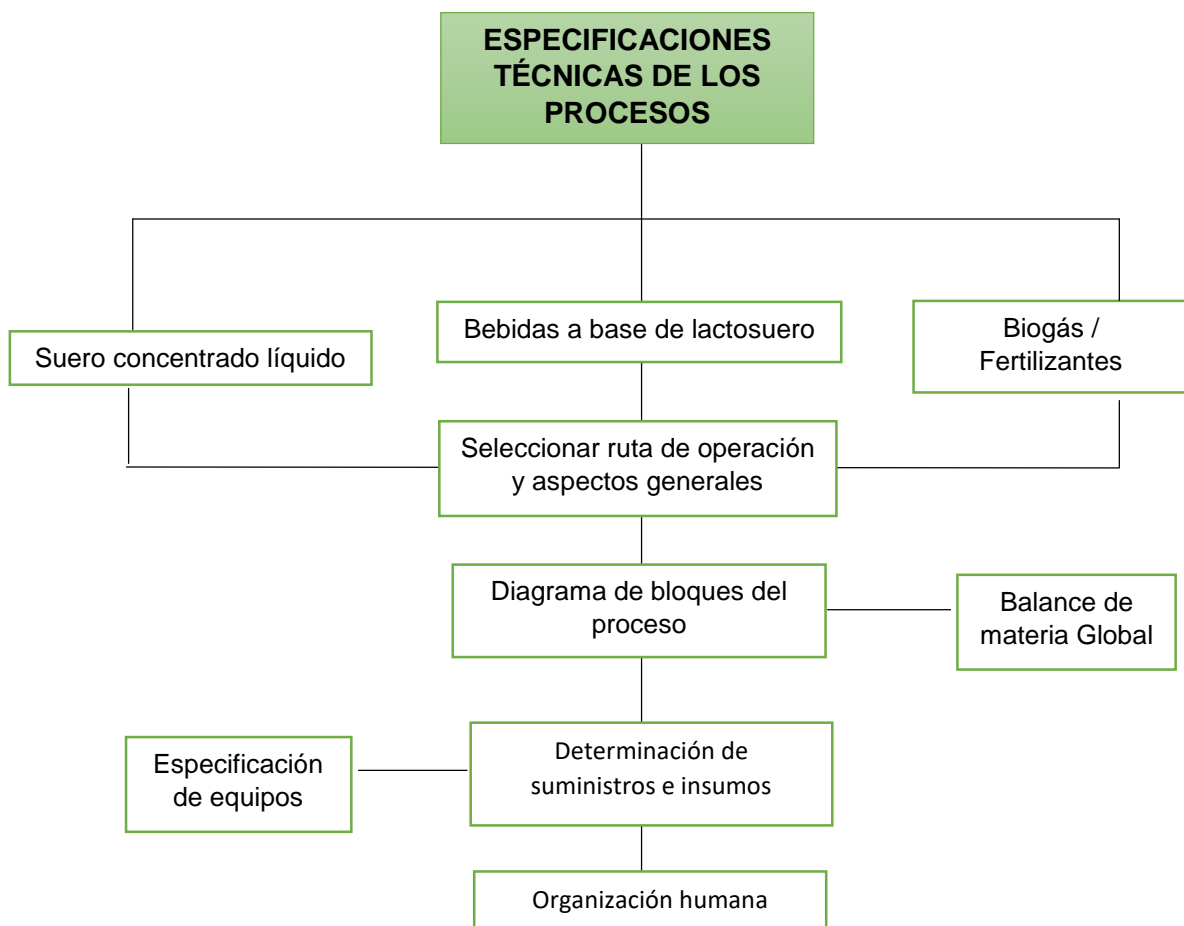 ESPECIFICACIONES
TÉCNICAS DE LOS
PROCESOS
Suero concentrado líquido
Bebidas a base de lactosuero
Biogás /
Fertilizantes
Seleccionar ruta de operación
y aspectos generales
Diagrama de bloques del
proceso
Balance de
materia Global
Especificación
de equipos
Determinación de
suministros e insumos
Organización humana